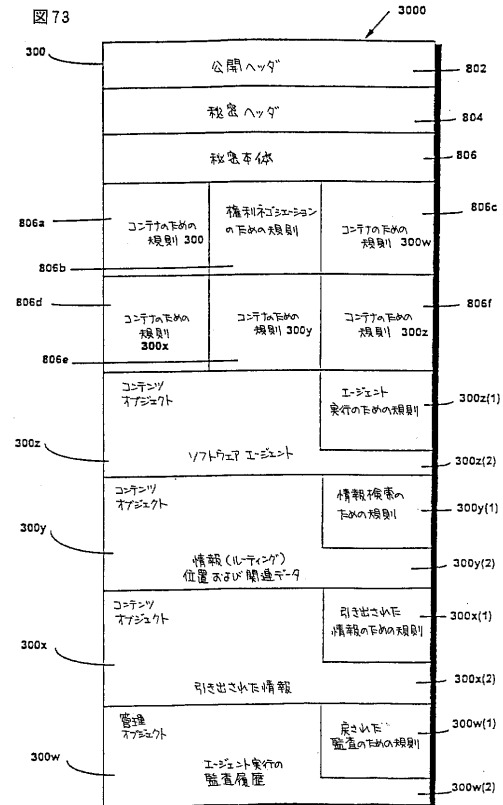 図73
3000
300
公開ヘッダ
802
秘密ヘッダ
804
秘密本体
806
806a
コンテナのための
規則 300
806b
権利ネゴシエーション
のための規則
コンテナのための
規則 300w
806c
806d
コンテナのための
規則
300x
806e
コンテナのための
規則 300y
コンテナのための
規則 300z
806f
コンテンツ
オブジェクト
エージェント
実行のための規則
300z(1)
300z
ソフトウェアエージェント
300z(2)
コンテンツ
オブジェクト
情報検索の
ための規則
300y(1)
300y
情報(ルーティング)
位置および関連データ
300y(2)
コンテンツ
オブジェクト
引き出された
情報のための規則
300x(1)
300x
引き出された情報
300x(2)
管理
オブジェクト
戻された
監査のための規則
300w(1)
300w
エージェント実行の
監査履歴
300w(2)